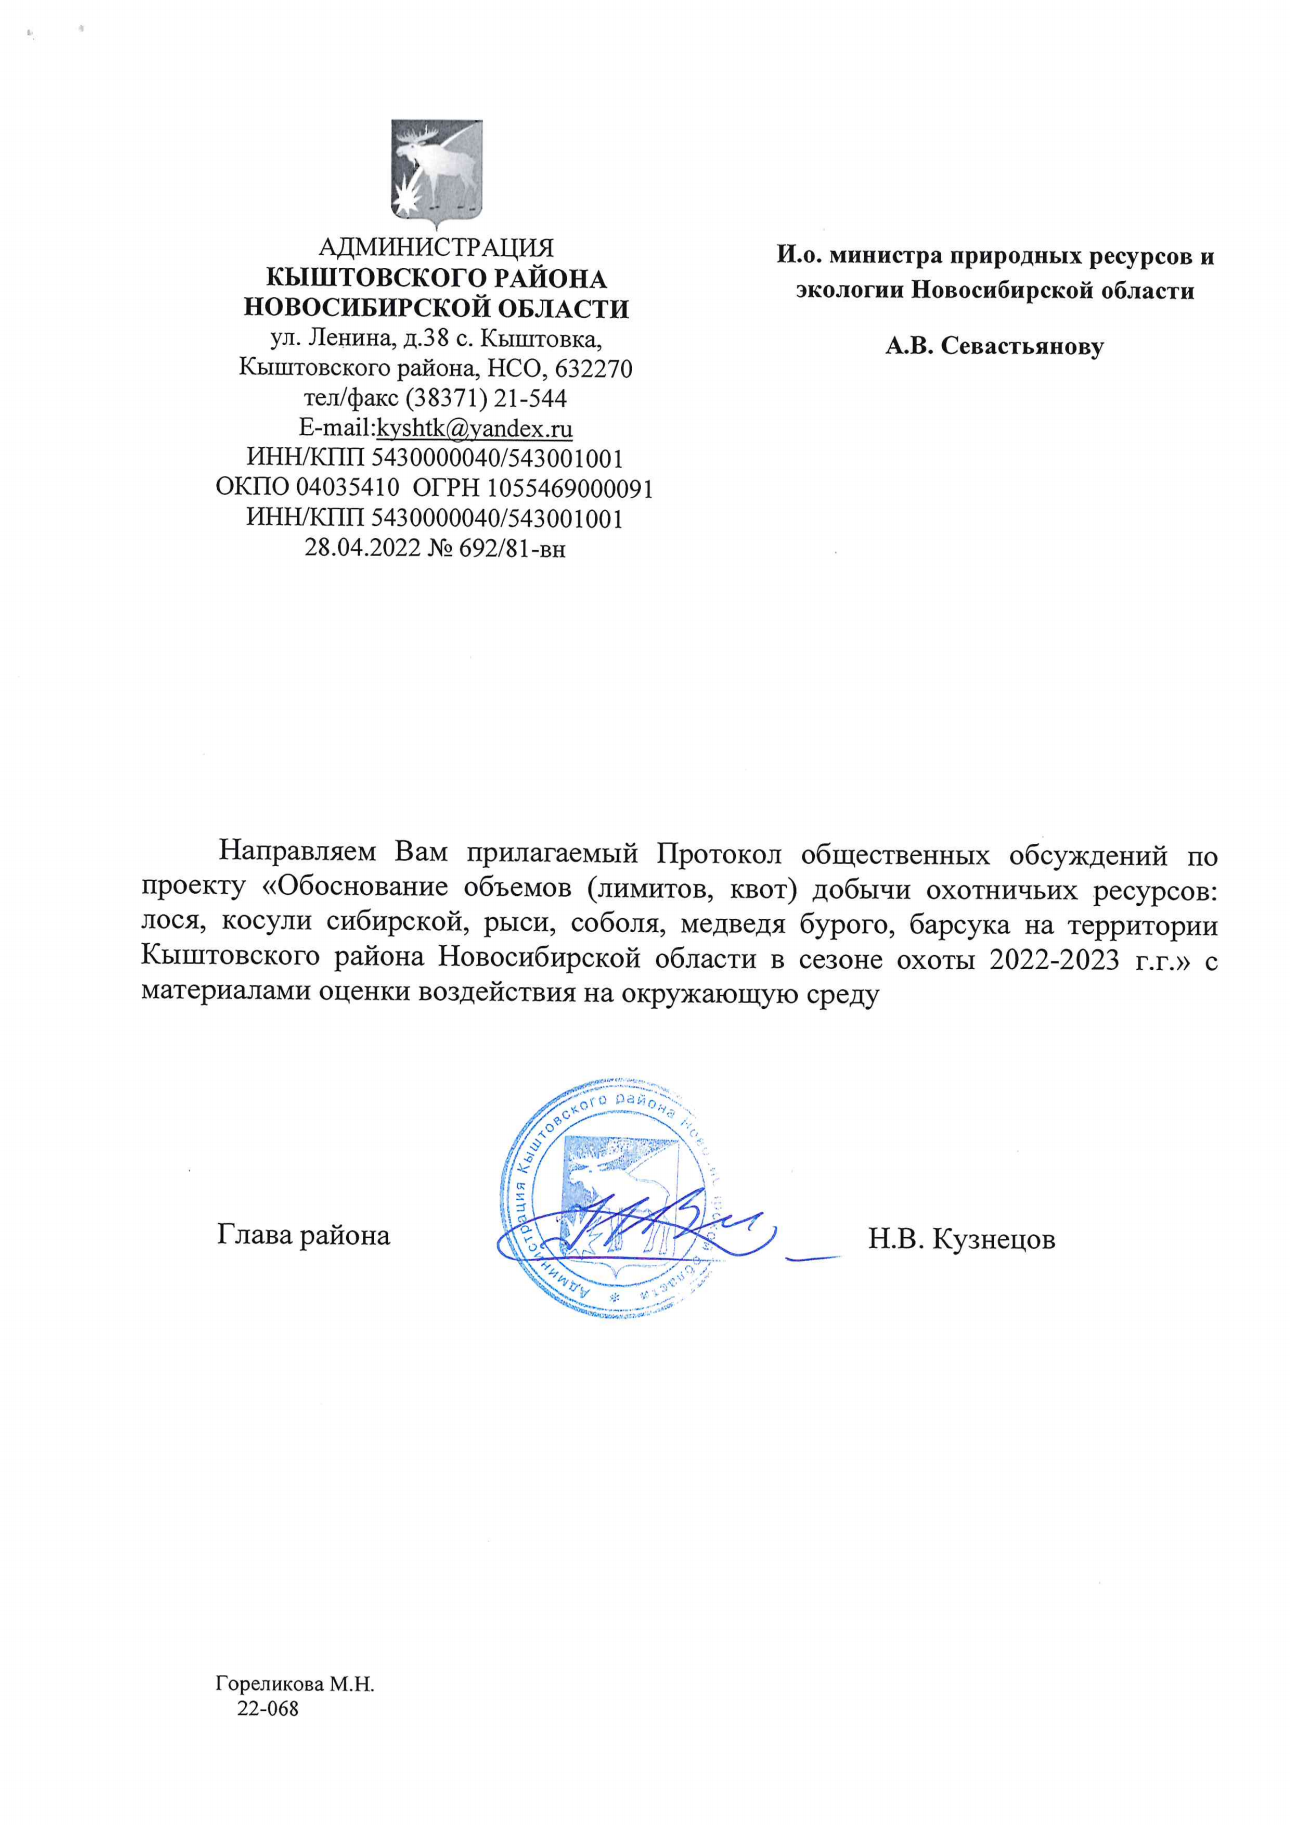 АДМИНИСТРАЦИЯ
КЫШТОВСКОГО РАЙОНА
НОВОСИБИРСКОЙ ОБЛАСТИ
ул. Ленина, д.38 с. Кыштовка,
Кыштовского района, НСО, 632270
тел/факс (38371) 21-544
E-mail:kyshtk@yandex.ru
ИНН/КПП 5430000040/543001001
ОКПО 04035410  ОГРН 1055469000091
ИНН/КПП 5430000040/543001001
28.04.2022 № 692/81-вн
И.о. министра природных ресурсов и
экологии Новосибирской области
А.В. Севастьянову
Направляем Вам прилагаемый Протокол общественных обсуждений по
проекту «Обоснование объемов (лимитов, квот) добычи охотничьих ресурсов:
лося, косули сибирской, рыси, соболя, медведя бурого, барсука на территории
Кыштовского района Новосибирской области в сезоне охоты 2022-2023 г.г.» с
материалами оценки воздействия на окружающую среду
Администрация Кыштовского района
области *
Глава района
Н.В. Кузнецов
Гореликова М.Н.
22-068